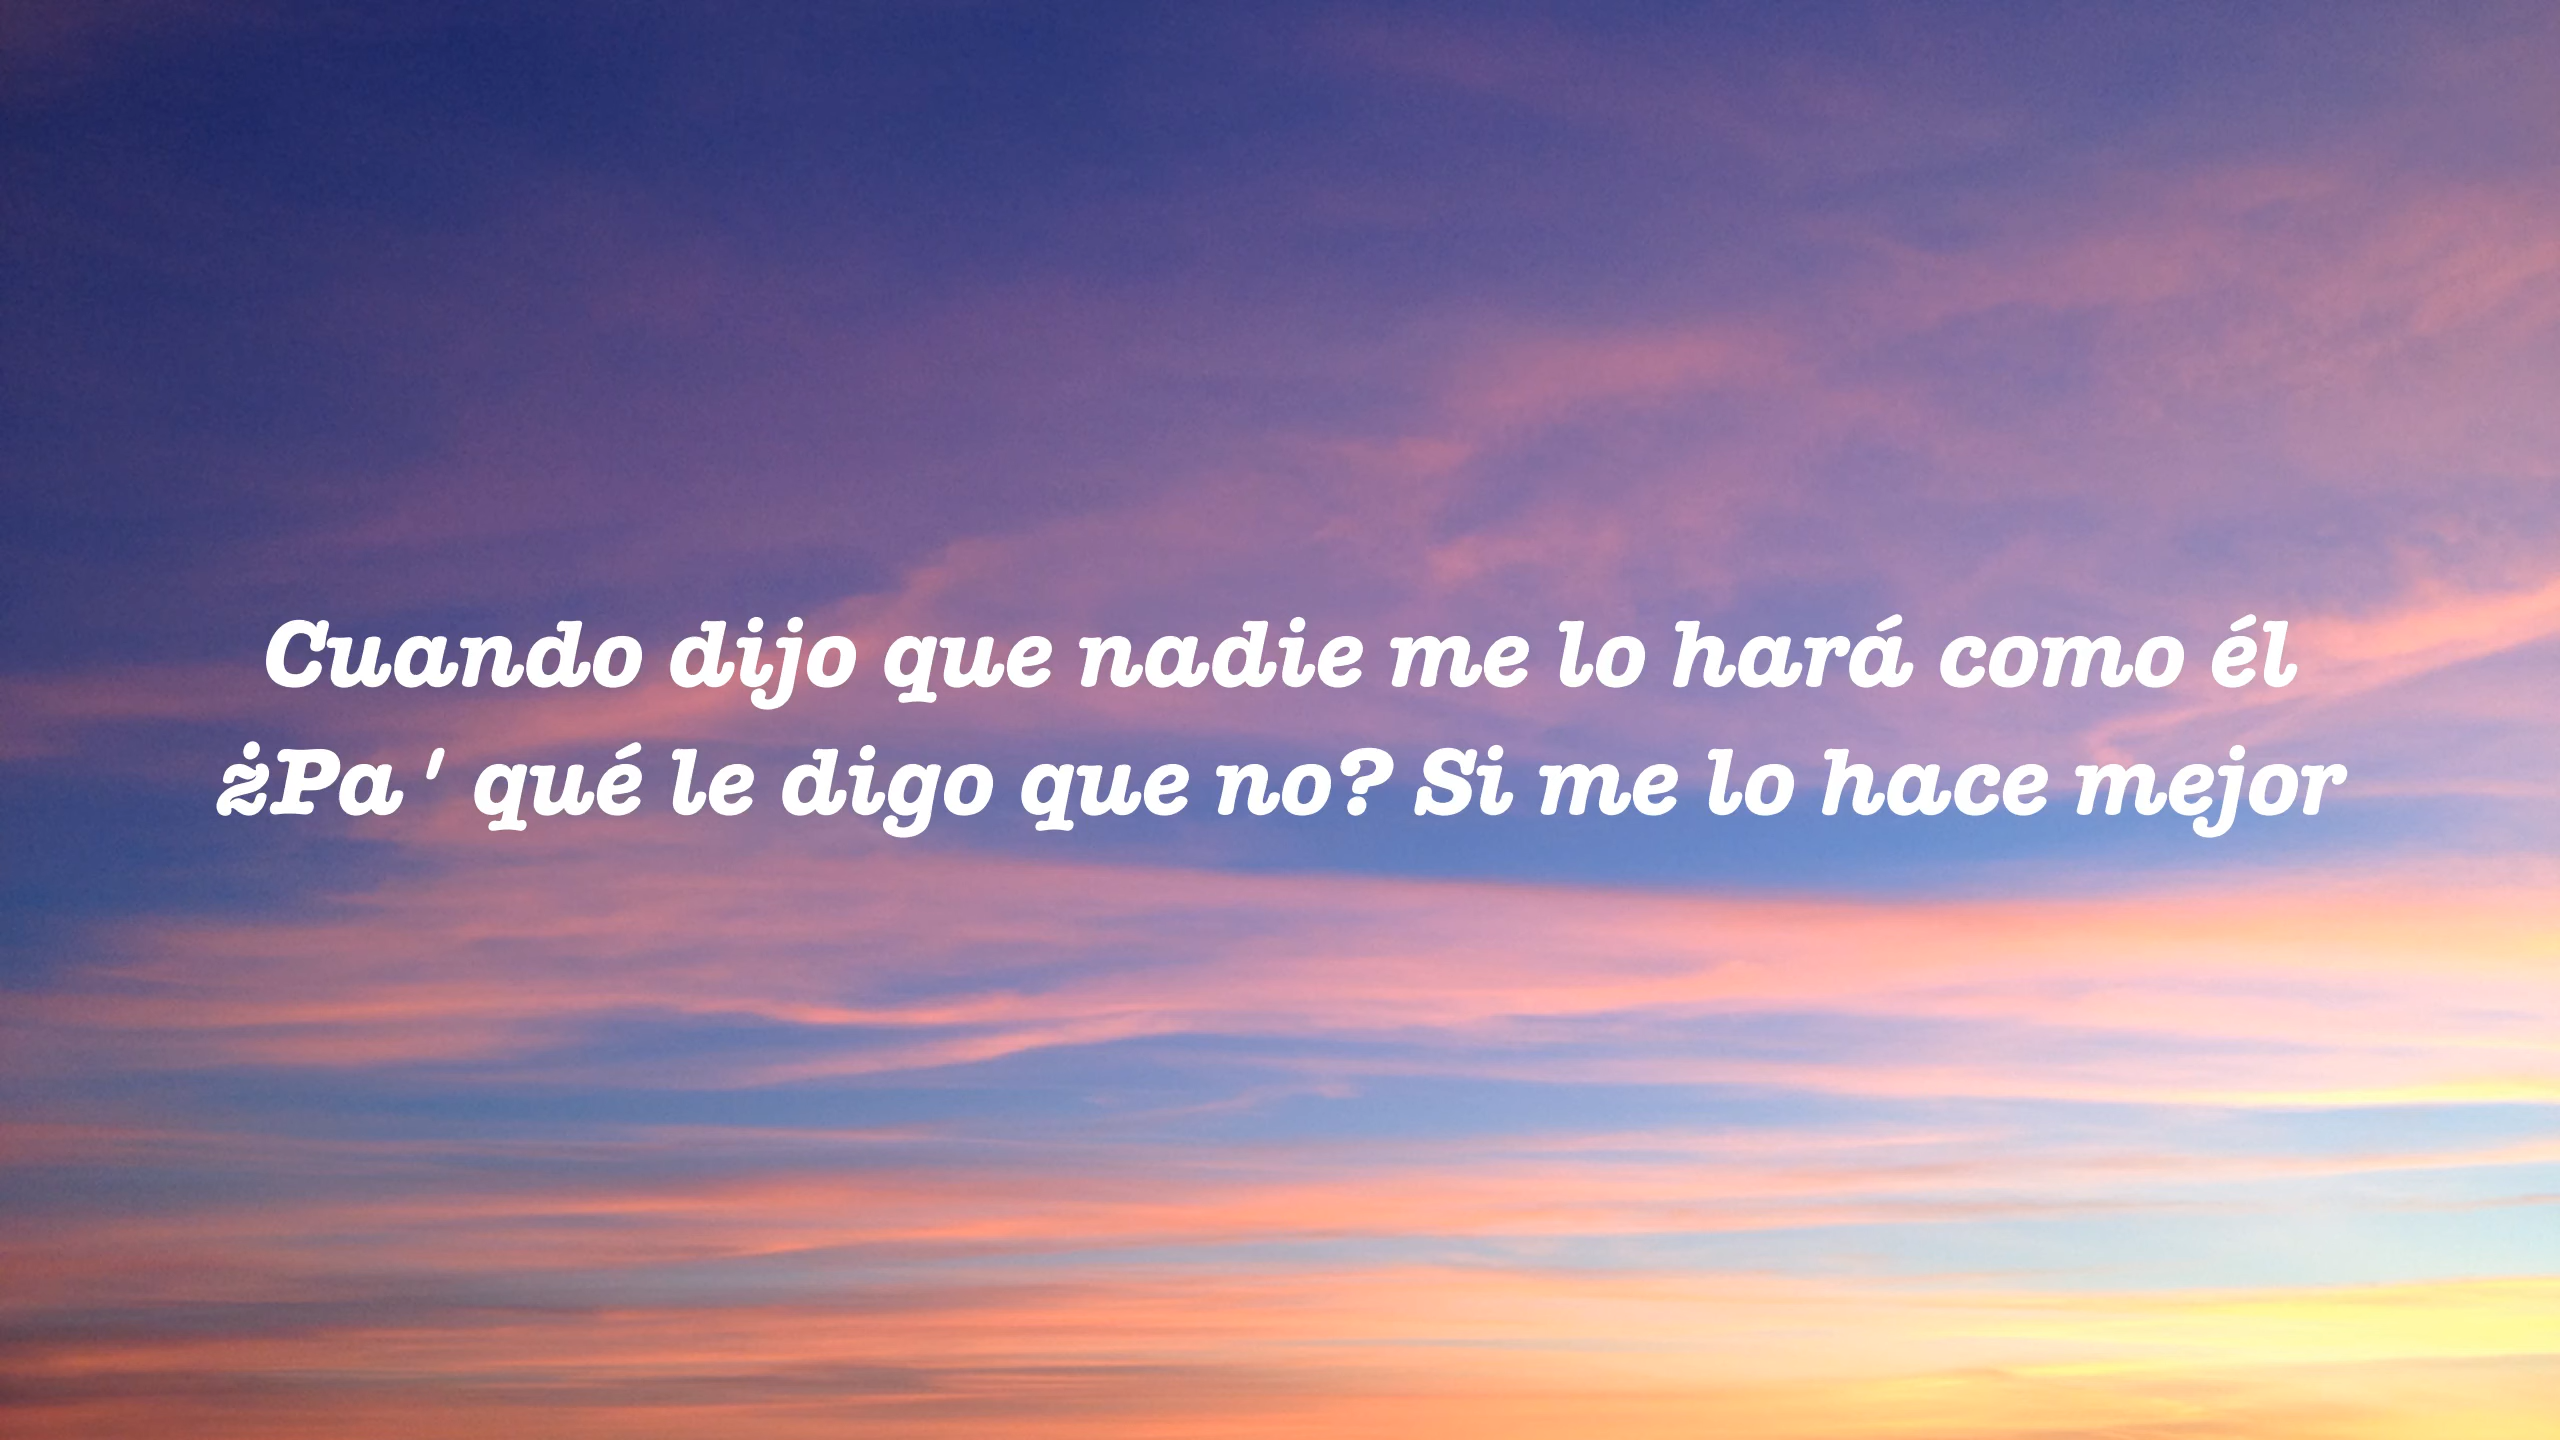 Cuando dijo que nadie me lo hará como él
żPa' qué le digo que no? Si me lo hace mejor